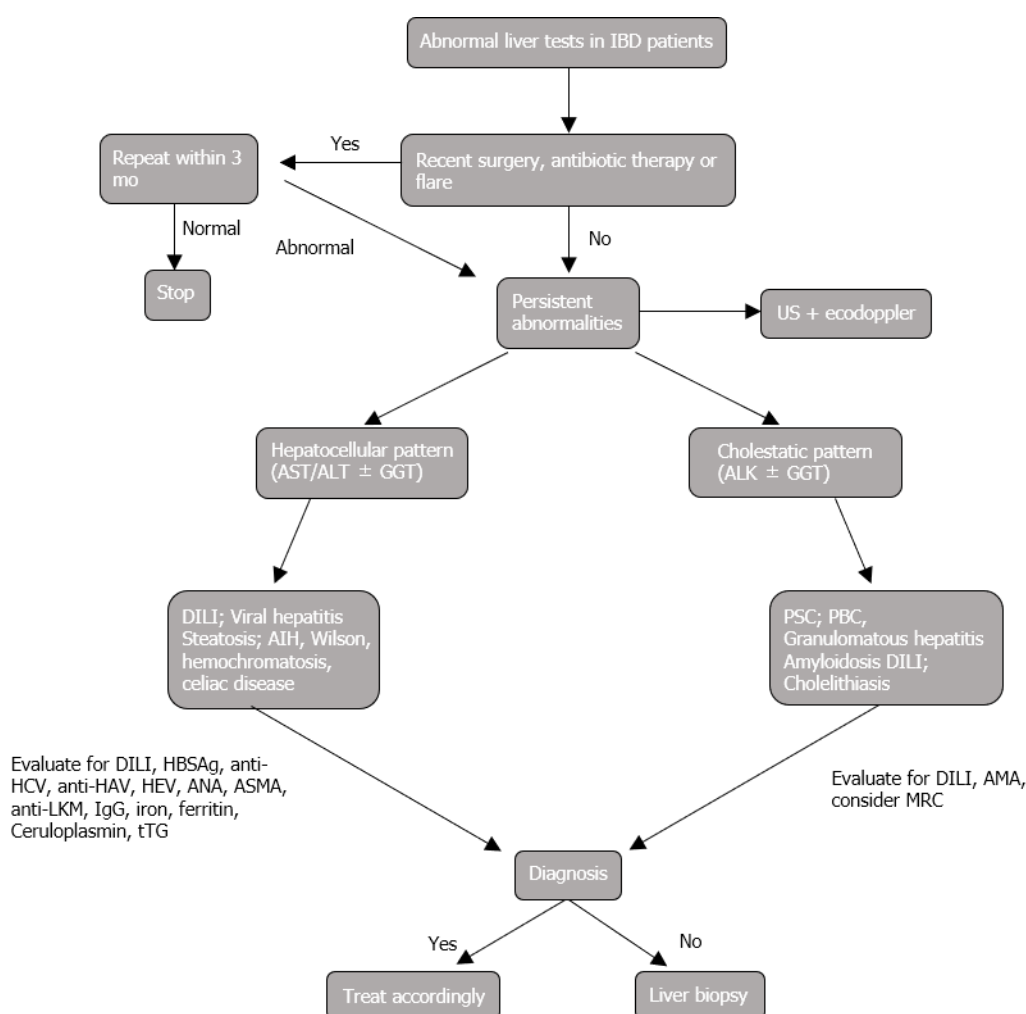 Abnormal liver tests in IBD patients
Yes
Repeat within 3
mo
Recent surgery, antibiotic therapy or
flare
Normal
Abnormal
No
Stop
Persistent
abnormalities
US + ecodoppler
Hepatocellular pattern
(AST/ALT ± GGT)
Cholestatic pattern
(ALK ± GGT)
DILI; Viral hepatitis
Steatosis; AIH, Wilson,
hemochromatosis,
celiac disease
PSC; PBC,
Granulomatous hepatitis
Amyloidosis DILI;
Cholelithiasis
Evaluate for DILI, HBSAg, anti-
HCV, anti-HAV, HEV, ANA, ASMA,
anti-LKM, IgG, iron, ferritin,
Ceruloplasmin, tTG
Evaluate for DILI, AMA,
consider MRC
Diagnosis
Yes
No
Treat accordingly
Liver biopsy